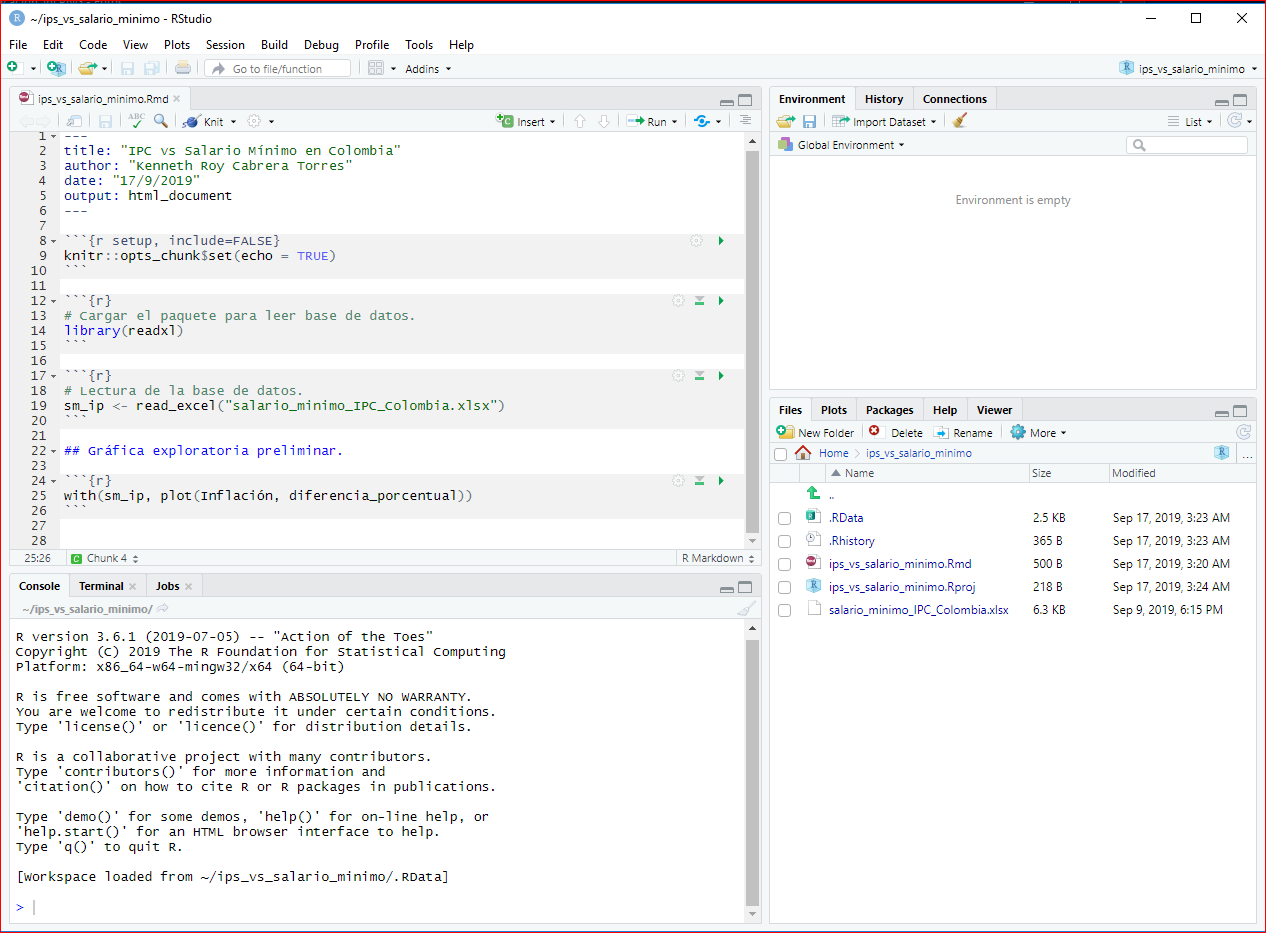 ~/ips_vs_salario_minimo - RStudio
File Edit Code View Plots Session Build Debug Profile Tools Help
Go to file/function Addins ips_vs_salario_minimo
ips_vs_salario_minimo.Rmd
ABC Knit Insert Run
1 ---
2 title: "IPC vs Salario Mínimo en Colombia"
3 author: "Kenneth Roy Cabrera Torres"
4 date: "17/9/2019"
5 output: html_document
6 ---
7
8 ```{r setup, include=FALSE}
9 knitr::opts_chunk$set(echo = TRUE)
10 ```
11
12 ```{r}
13 # Cargar el paquete para leer base de datos.
14 library(readxl)
15 ```
16
17 ```{r}
18 # Lectura de la base de datos.
19 sm_ip <- read_excel("salario_minimo_IPC_Colombia.xlsx")
20 ```
21
22 ## Gráfica exploratoria preliminar.
23
24 ```{r}
25 with(sm_ip, plot(Inflación, diferencia_porcentual))
26 ```
27
28
25:26 Chunk 4 R Markdown
Console Terminal Jobs
~/ips_vs_salario_minimo/
R version 3.6.1 (2019-07-05) -- "Action of the Toes"
Copyright (C) 2019 The R Foundation for Statistical Computing
Platform: x86_64-w64-mingw32/x64 (64-bit)
R is free software and comes with ABSOLUTELY NO WARRANTY.
You are welcome to redistribute it under certain conditions.
Type 'license()' or 'licence()' for distribution details.
R is a collaborative project with many contributors.
Type 'contributors()' for more information and
'citation()' on how to cite R or R packages in publications.
Type 'demo()' for some demos, 'help()' for on-line help, or
'help.start()' for an HTML browser interface to help.
Type 'q()' to quit R.
[Workspace loaded from ~/ips_vs_salario_minimo/.RData]
>
Environment History Connections
Import Dataset List
Global Environment
Environment is empty
Files Plots Packages Help Viewer
New Folder Delete Rename More
Home ips_vs_salario_minimo ...
Name Size Modified
..
.RData 2.5 KB Sep 17, 2019, 3:23 AM
.Rhistory 365 B Sep 17, 2019, 3:23 AM
ips_vs_salario_minimo.Rmd 500 B Sep 17, 2019, 3:20 AM
ips_vs_salario_minimo.Rproj 218 B Sep 17, 2019, 3:24 AM
salario_minimo_IPC_Colombia.xlsx 6.3 KB Sep 9, 2019, 6:15 PM